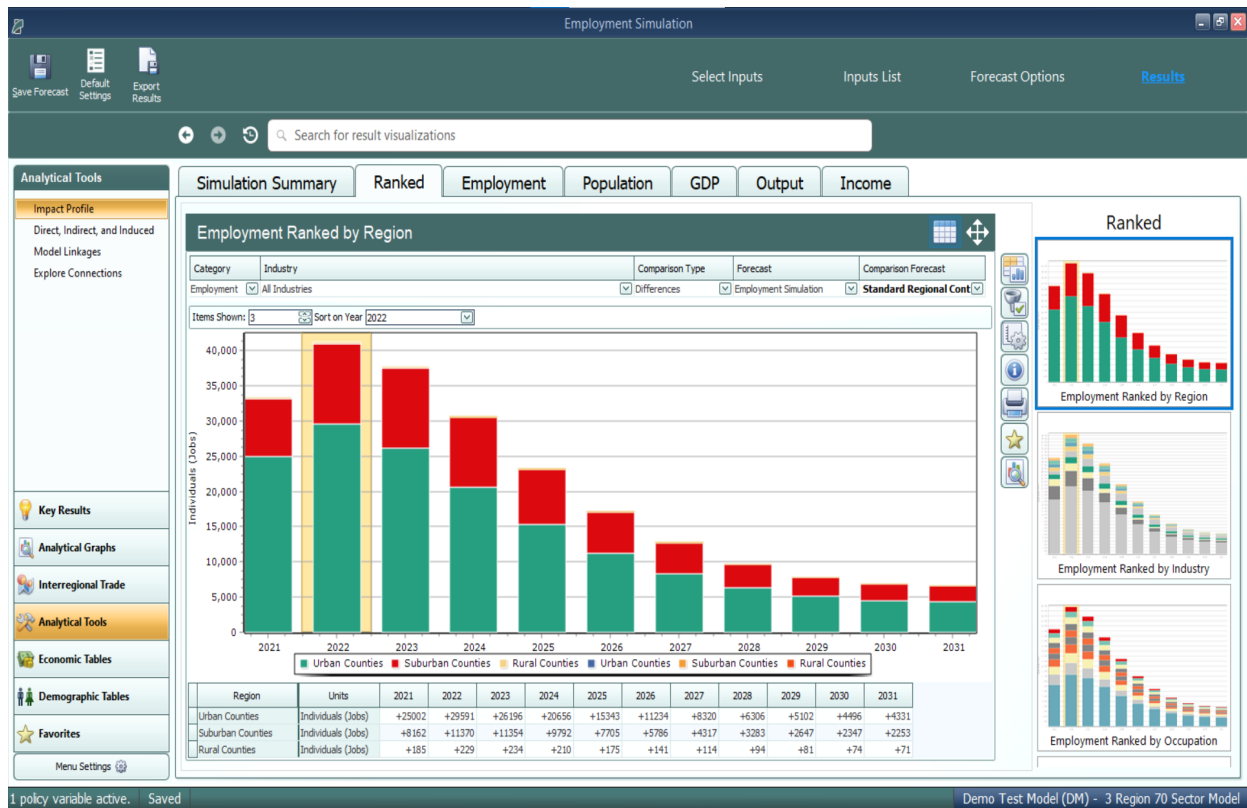 Employment Simulation
Save Forecast
Default Settings
Export Results
Select Inputs
Inputs List
Forecast Options
Results
Search for result visualizations
Analytical Tools
Impact Profile
Direct, Indirect, and Induced
Model Linkages
Explore Connections
Key Results
Analytical Graphs
Interregional Trade
Analytical Tools
Economic Tables
Demographic Tables
Favorites
Menu Settings
Simulation Summary Ranked Employment Population GDP Output Income
Employment Ranked by Region
Category Industry Comparison Type Forecast Comparison Forecast
Employment All Industries Differences Employment Simulation Standard Regional Cont
Items Shown: 3 Sort on Year 2022
Individuals (Jobs)
40,000
35,000
30,000
25,000
20,000
15,000
10,000
5,000
0
2021 2022 2023 2024 2025 2026 2027 2028 2029 2030 2031
Urban Counties Suburban Counties Rural Counties Urban Counties Suburban Counties Rural Counties
Region Units 2021 2022 2023 2024 2025 2026 2027 2028 2029 2030 2031
Urban Counties Individuals (Jobs) +25002 +29591 +26196 +20656 +15343 +11234 +8320 +6306 +5102 +4496 +4331
Suburban Counties Individuals (Jobs) +8162 +11370 +11354 +9792 +7705 +5786 +4317 +3283 +2647 +2347 +2253
Rural Counties Individuals (Jobs) +185 +229 +234 +210 +175 +141 +114 +94 +81 +74 +71
Ranked
Employment Ranked by Region
Employment Ranked by Industry
Employment Ranked by Occupation
1 policy variable active. Saved
Demo Test Model (DM) - 3 Region 70 Sector Model